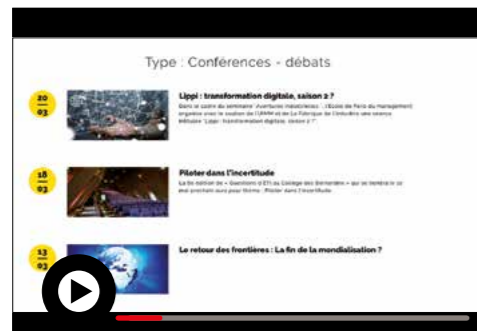 Type : Conférences - débats
20
03
Lippi : transformation digitale, saison 2 ?
Dans le cadre du séminaire "Aventures industrielles", l'École de Paris du management
organise avec le soutien de l'UIMM et de La Fabrique de l'industrie une séance
intitulée "Lippi : transformation digitale, saison 2 ?".
18
03
Piloter dans l'incertitude
La 6e édition de « Questions d'ETI au Collège des Bernardins » qui se tiendra le 18
mai prochain aura pour thème : Piloter dans l'incertitude.
13
03
Le retour des frontières : La fin de la mondialisation ?